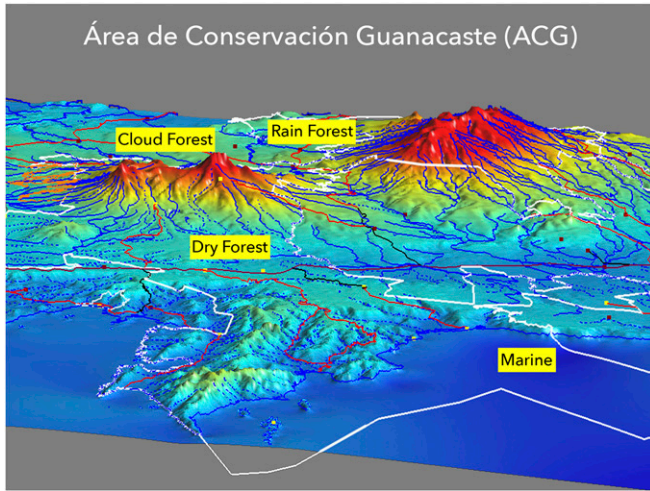 Área de Conservación Guanacaste (ACG)
Cloud Forest
Rain Forest
Dry Forest
Marine